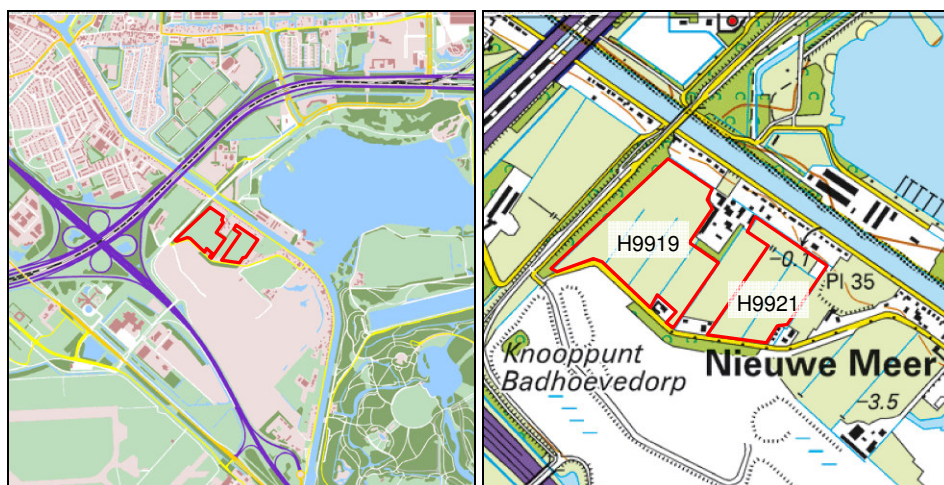 H9919
-0.1
Pl 35
H9921
Knooppunt
Badhoevedorp
Nieuwe Meer
-3.5